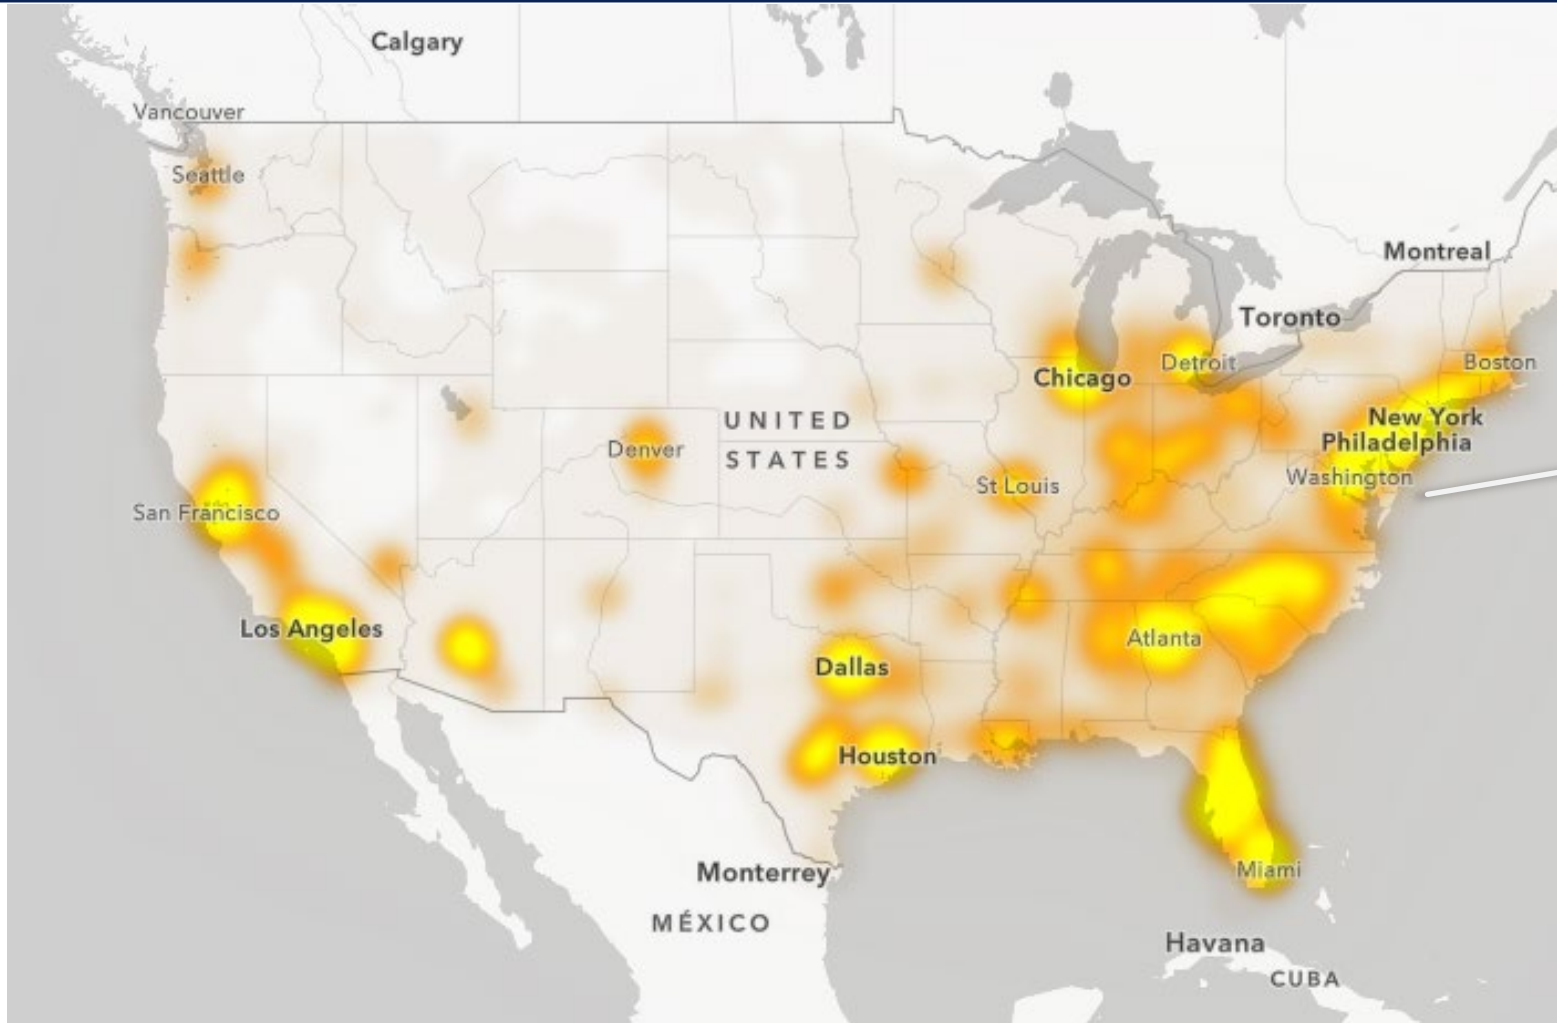 Calgary
Vancouver
Seattle
Montreal
Toronto
Detroit
Boston
Chicago
New York
UNITED
STATES
Denver
Philadelphia
Washington
St Louis
San Francisco
Los Angeles
Atlanta
Dallas
Houston
Miami
Monterrey
MÉXICO
Havana
CUBA